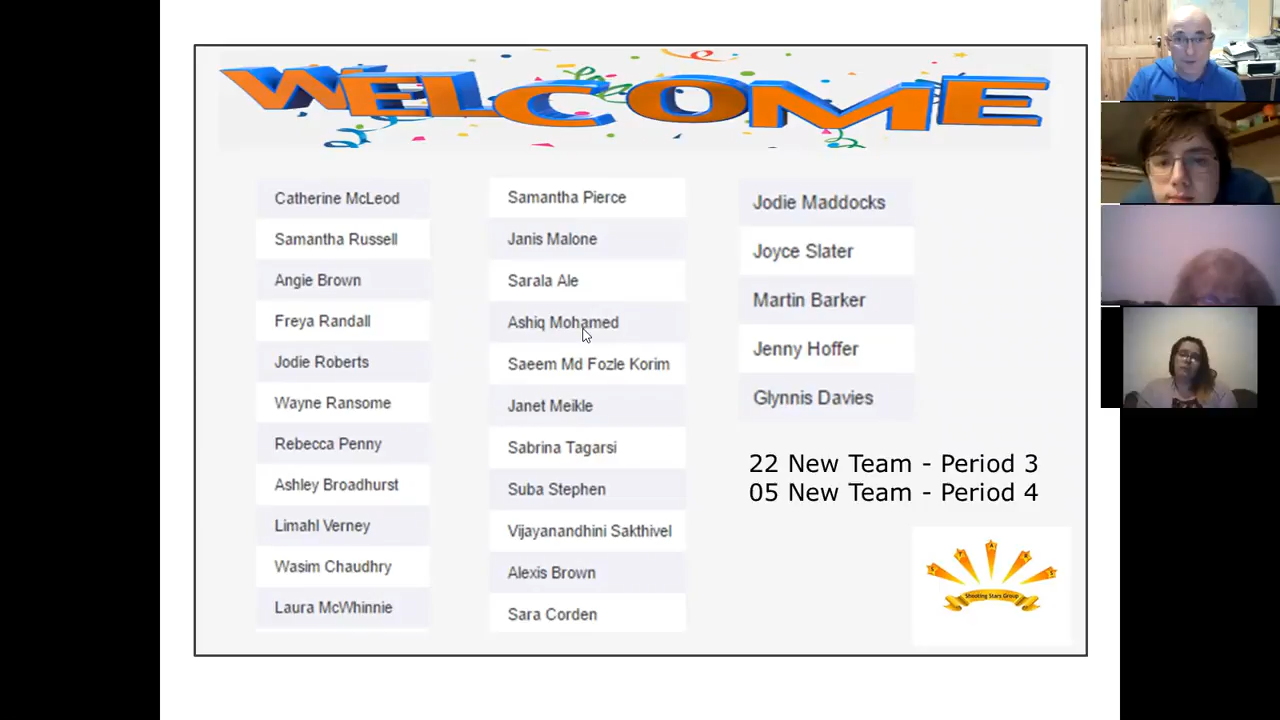 WELCOME
Catherine McLeod
Samantha Russell
Angie Brown
Freya Randall
Jodie Roberts
Wayne Ransome
Rebecca Penny
Ashley Broadhurst
Limahl Verney
Wasim Chaudhry
Laura McWhinnie
Samantha Pierce
Janis Malone
Sarala Ale
Ashiq Mohamed
Saeem Md Fozle Korim
Janet Meikle
Sabrina Tagarsi
Suba Stephen
Vijayanandhini Sakthivel
Alexis Brown
Sara Corden
Jodie Maddocks
Joyce Slater
Martin Barker
Jenny Hoffer
Glynnis Davies
22 New Team - Period 3
05 New Team - Period 4
Shooting Stars Group